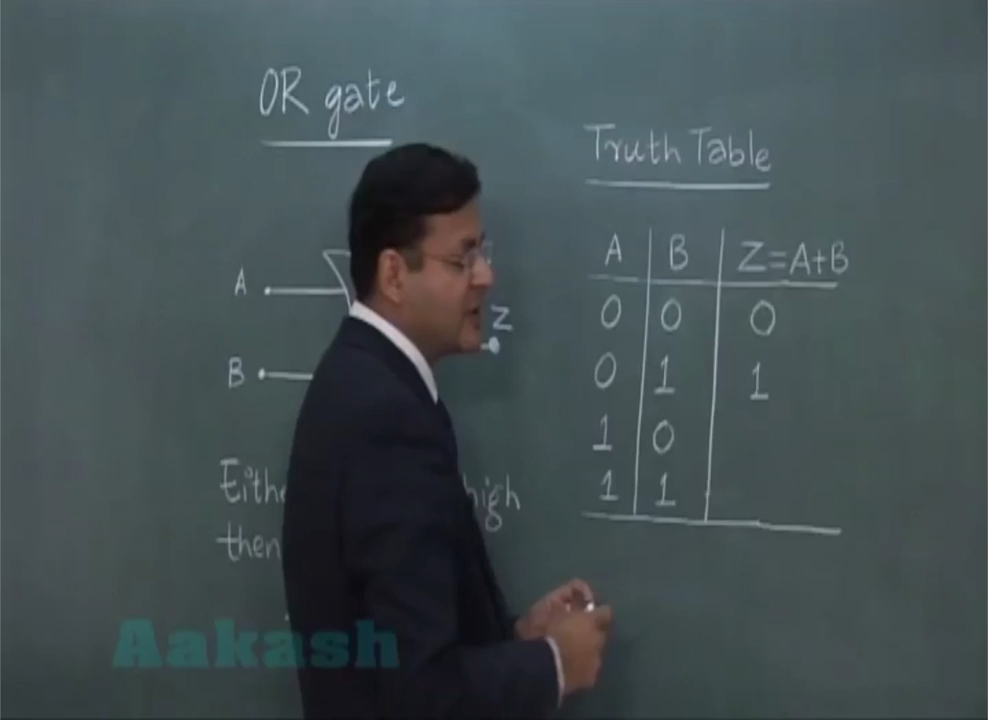 OR gate
Truth Table
A B Z=A+B
0 0 0
0 1 1
1 0
1 1
A
B
Z
high
then
Aakash